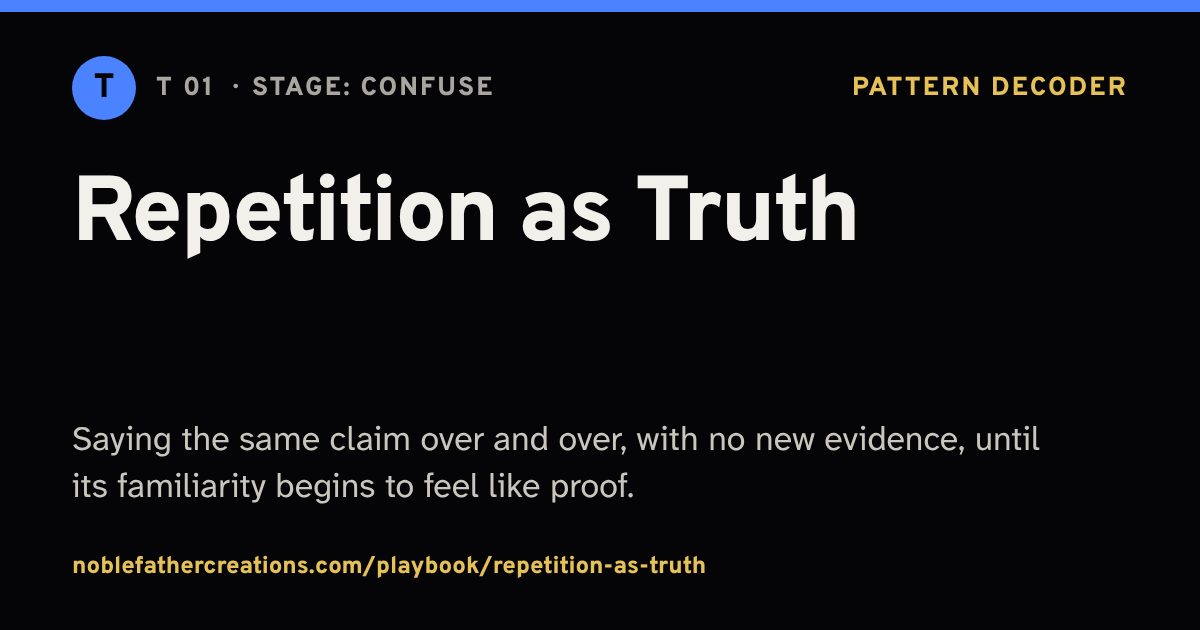 T
T 01 · STAGE: CONFUSE
PATTERN DECODER
Repetition as Truth
Saying the same claim over and over, with no new evidence, until
its familiarity begins to feel like proof.
noblefathercreations.com/playbook/repetition-as-truth